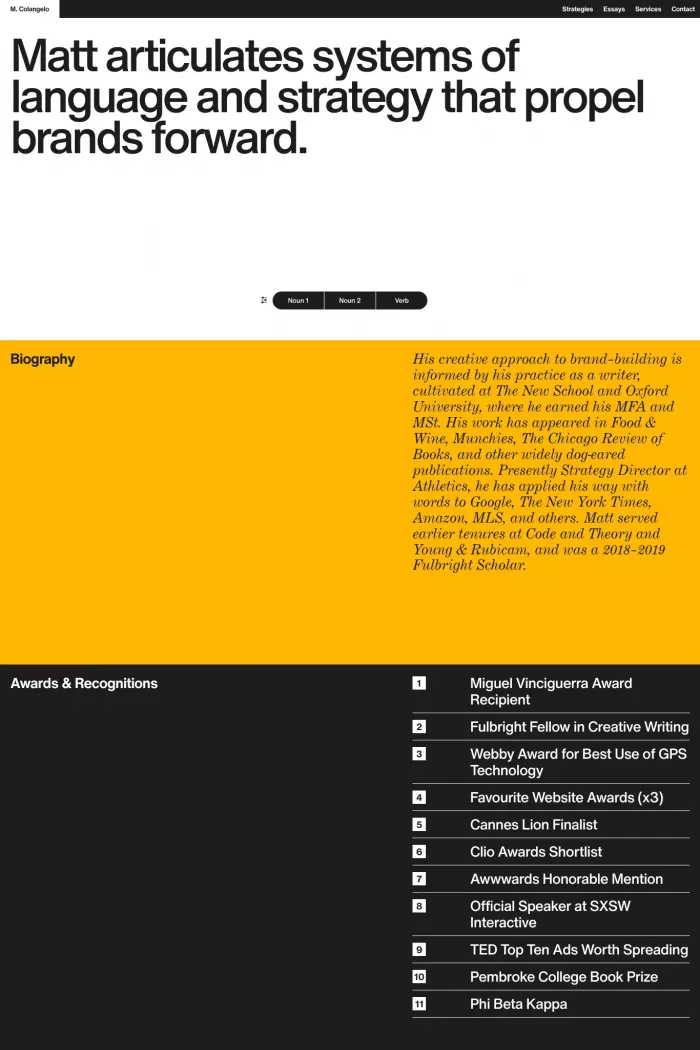 M. Colangelo
Strategies Essays Services Contact
Matt articulates systems of
language and strategy that propel
brands forward.
Noun 1 Noun 2 Verb
Biography
His creative approach to brand-building is
informed by his practice as a writer,
cultivated at The New School and Oxford
University, where he earned his MFA and
MSt. His work has appeared in Food &
Wine, Munchies, The Chicago Review of
Books, and other widely dog-eared
publications. Presently Strategy Director at
Athletics, he has applied his way with
words to Google, The New York Times,
Amazon, MLS, and others. Matt served
earlier tenures at Code and Theory and
Young & Rubicam, and was a 2018-2019
Fulbright Scholar.
Awards & Recognitions
1 Miguel Vinciguerra Award
Recipient
2 Fulbright Fellow in Creative Writing
3 Webby Award for Best Use of GPS
Technology
4 Favourite Website Awards (x3)
5 Cannes Lion Finalist
6 Clio Awards Shortlist
7 Awwwards Honorable Mention
8 Official Speaker at SXSW
Interactive
9 TED Top Ten Ads Worth Spreading
10 Pembroke College Book Prize
11 Phi Beta Kappa